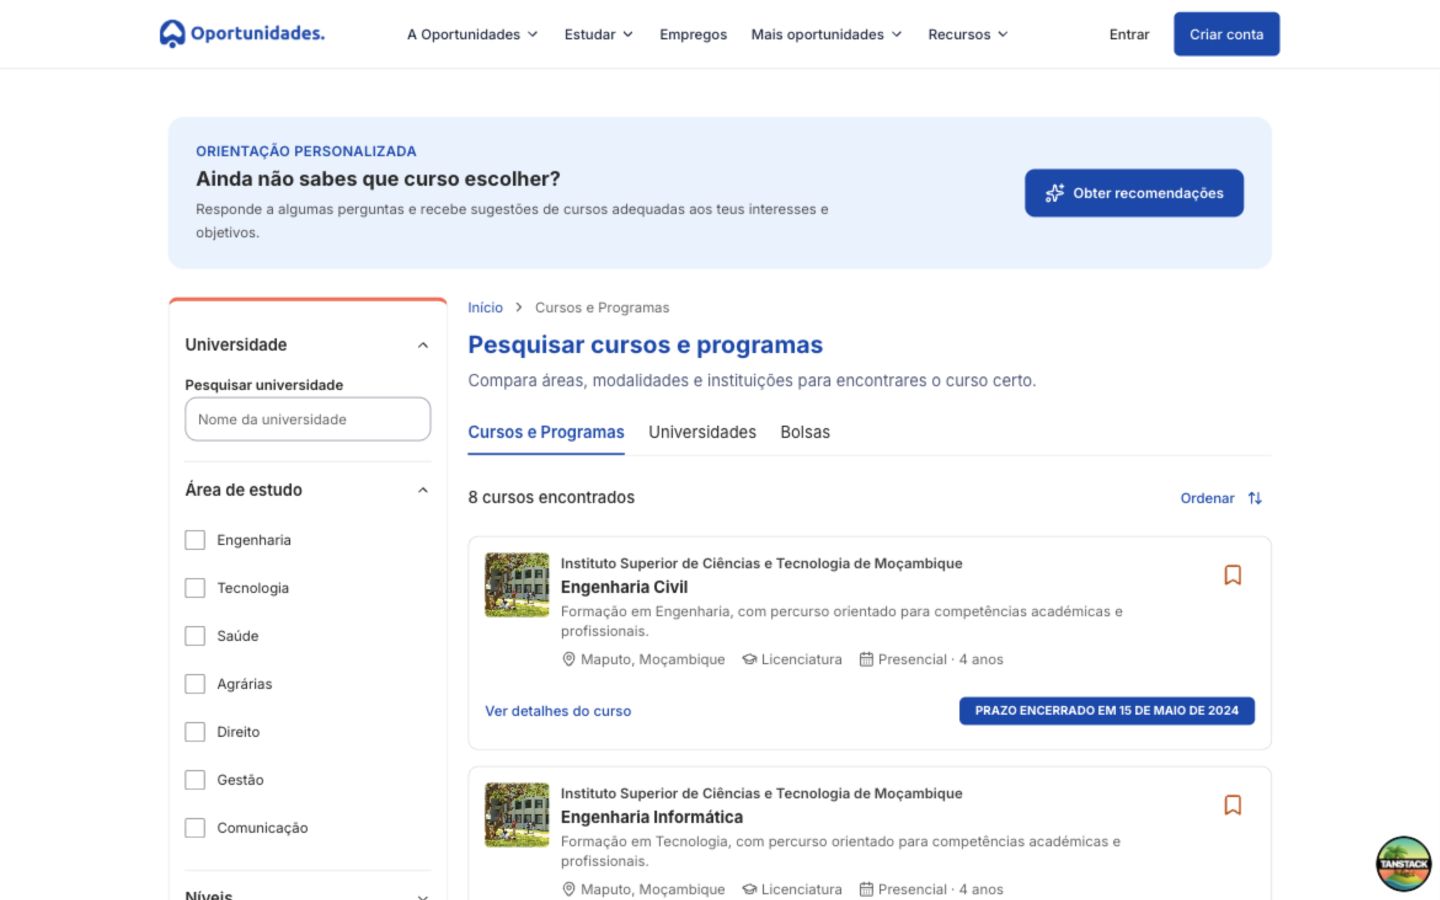 Oportunidades.
A Oportunidades
Estudar
Empregos
Mais oportunidades
Recursos
Entrar
Criar conta
ORIENTAÇÃO PERSONALIZADA
Ainda não sabes que curso escolher?
Responde a algumas perguntas e recebe sugestões de cursos adequadas aos teus interesses e
objetivos.
Obter recomendações
Universidade
Pesquisar universidade
Nome da universidade
Área de estudo
Engenharia
Tecnologia
Saúde
Agrárias
Direito
Gestão
Comunicação
Níveis
Início
Cursos e Programas
Pesquisar cursos e programas
Compara áreas, modalidades e instituições para encontrares o curso certo.
Cursos e Programas
Universidades
Bolsas
8 cursos encontrados
Ordenar
Instituto Superior de Ciências e Tecnologia de Moçambique
Engenharia Civil
Formação em Engenharia, com percurso orientado para competências académicas e
profissionais.
Maputo, Moçambique
Licenciatura
Presencial · 4 anos
Ver detalhes do curso
PRAZO ENCERRADO EM 15 DE MAIO DE 2024
Instituto Superior de Ciências e Tecnologia de Moçambique
Engenharia Informática
Formação em Tecnologia, com percurso orientado para competências académicas e
profissionais.
Maputo, Moçambique
Licenciatura
Presencial · 4 anos
TANSTACK